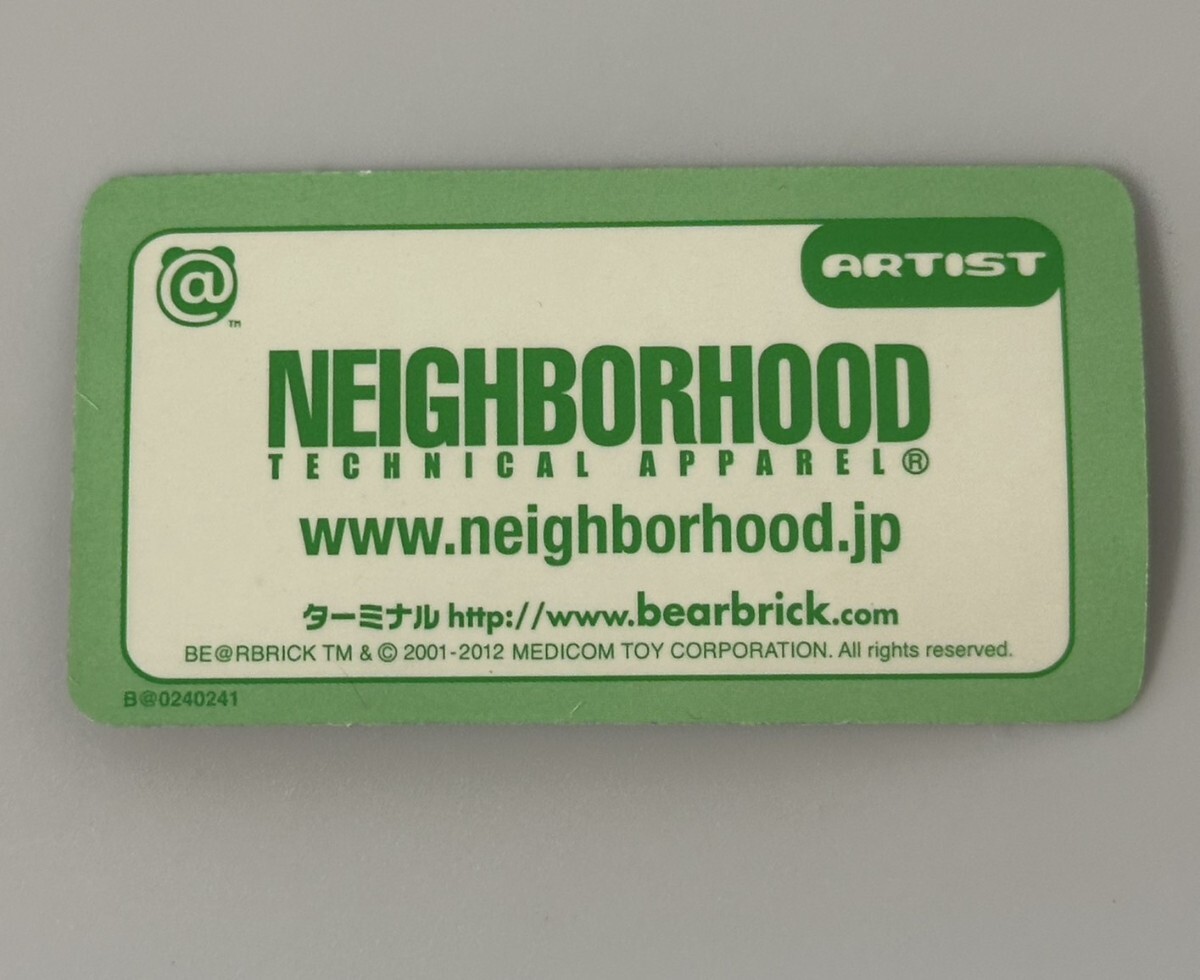 @™
ARTIST
NEIGHBORHOOD
TECHNICAL APPAREL®
www.neighborhood.jp
ターミナル http://www.bearbrick.com
BE@RBRICK TM & © 2001-2012 MEDICOM TOY CORPORATION. All rights reserved.
B@0240241